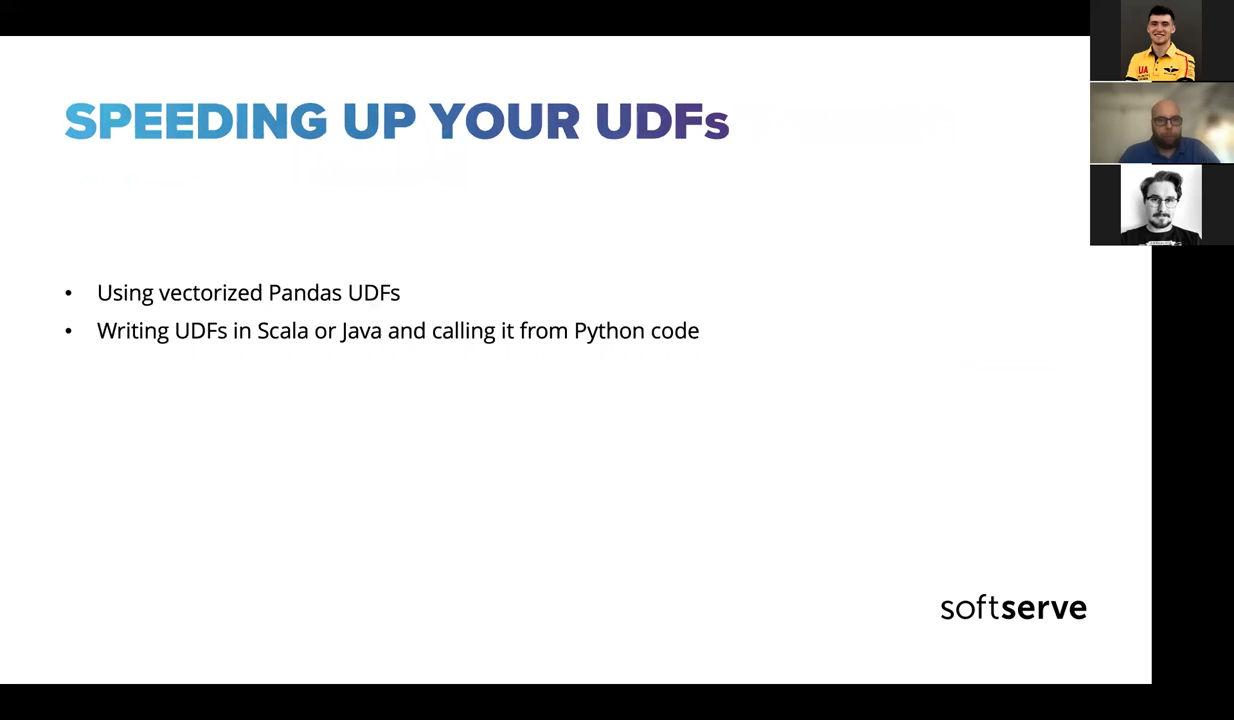 SPEEDING UP YOUR UDFs
• Using vectorized Pandas UDFs
• Writing UDFs in Scala or Java and calling it from Python code
softserve
UA